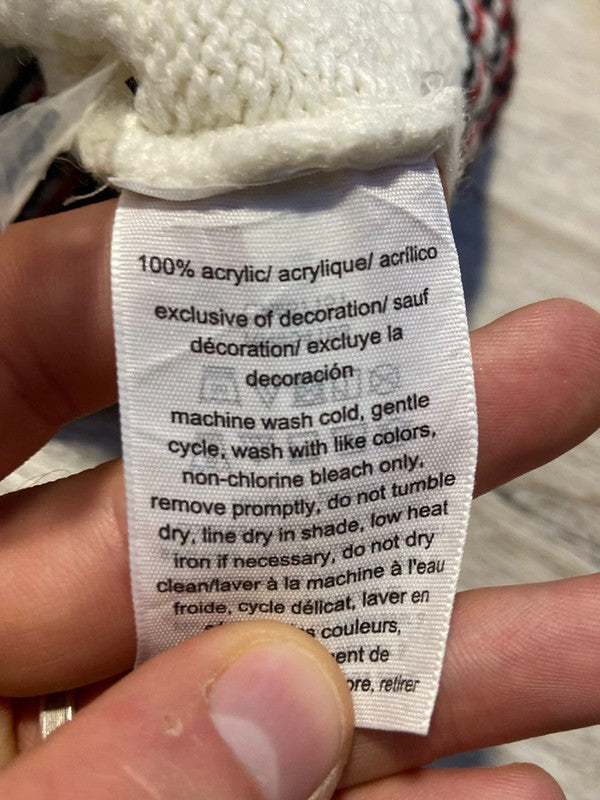 100% acrylic/ acrylique/ acrílico
exclusive of decoration/ sauf
décoration/ excluye la
decoración
machine wash cold, gentle
cycle, wash with like colors,
non-chlorine bleach only,
remove promptly, do not tumble
dry, line dry in shade, low heat
iron if necessary, do not dry
clean/laver à la machine à l'eau
froide, cycle délicat, laver en
couleurs,
de
retirer